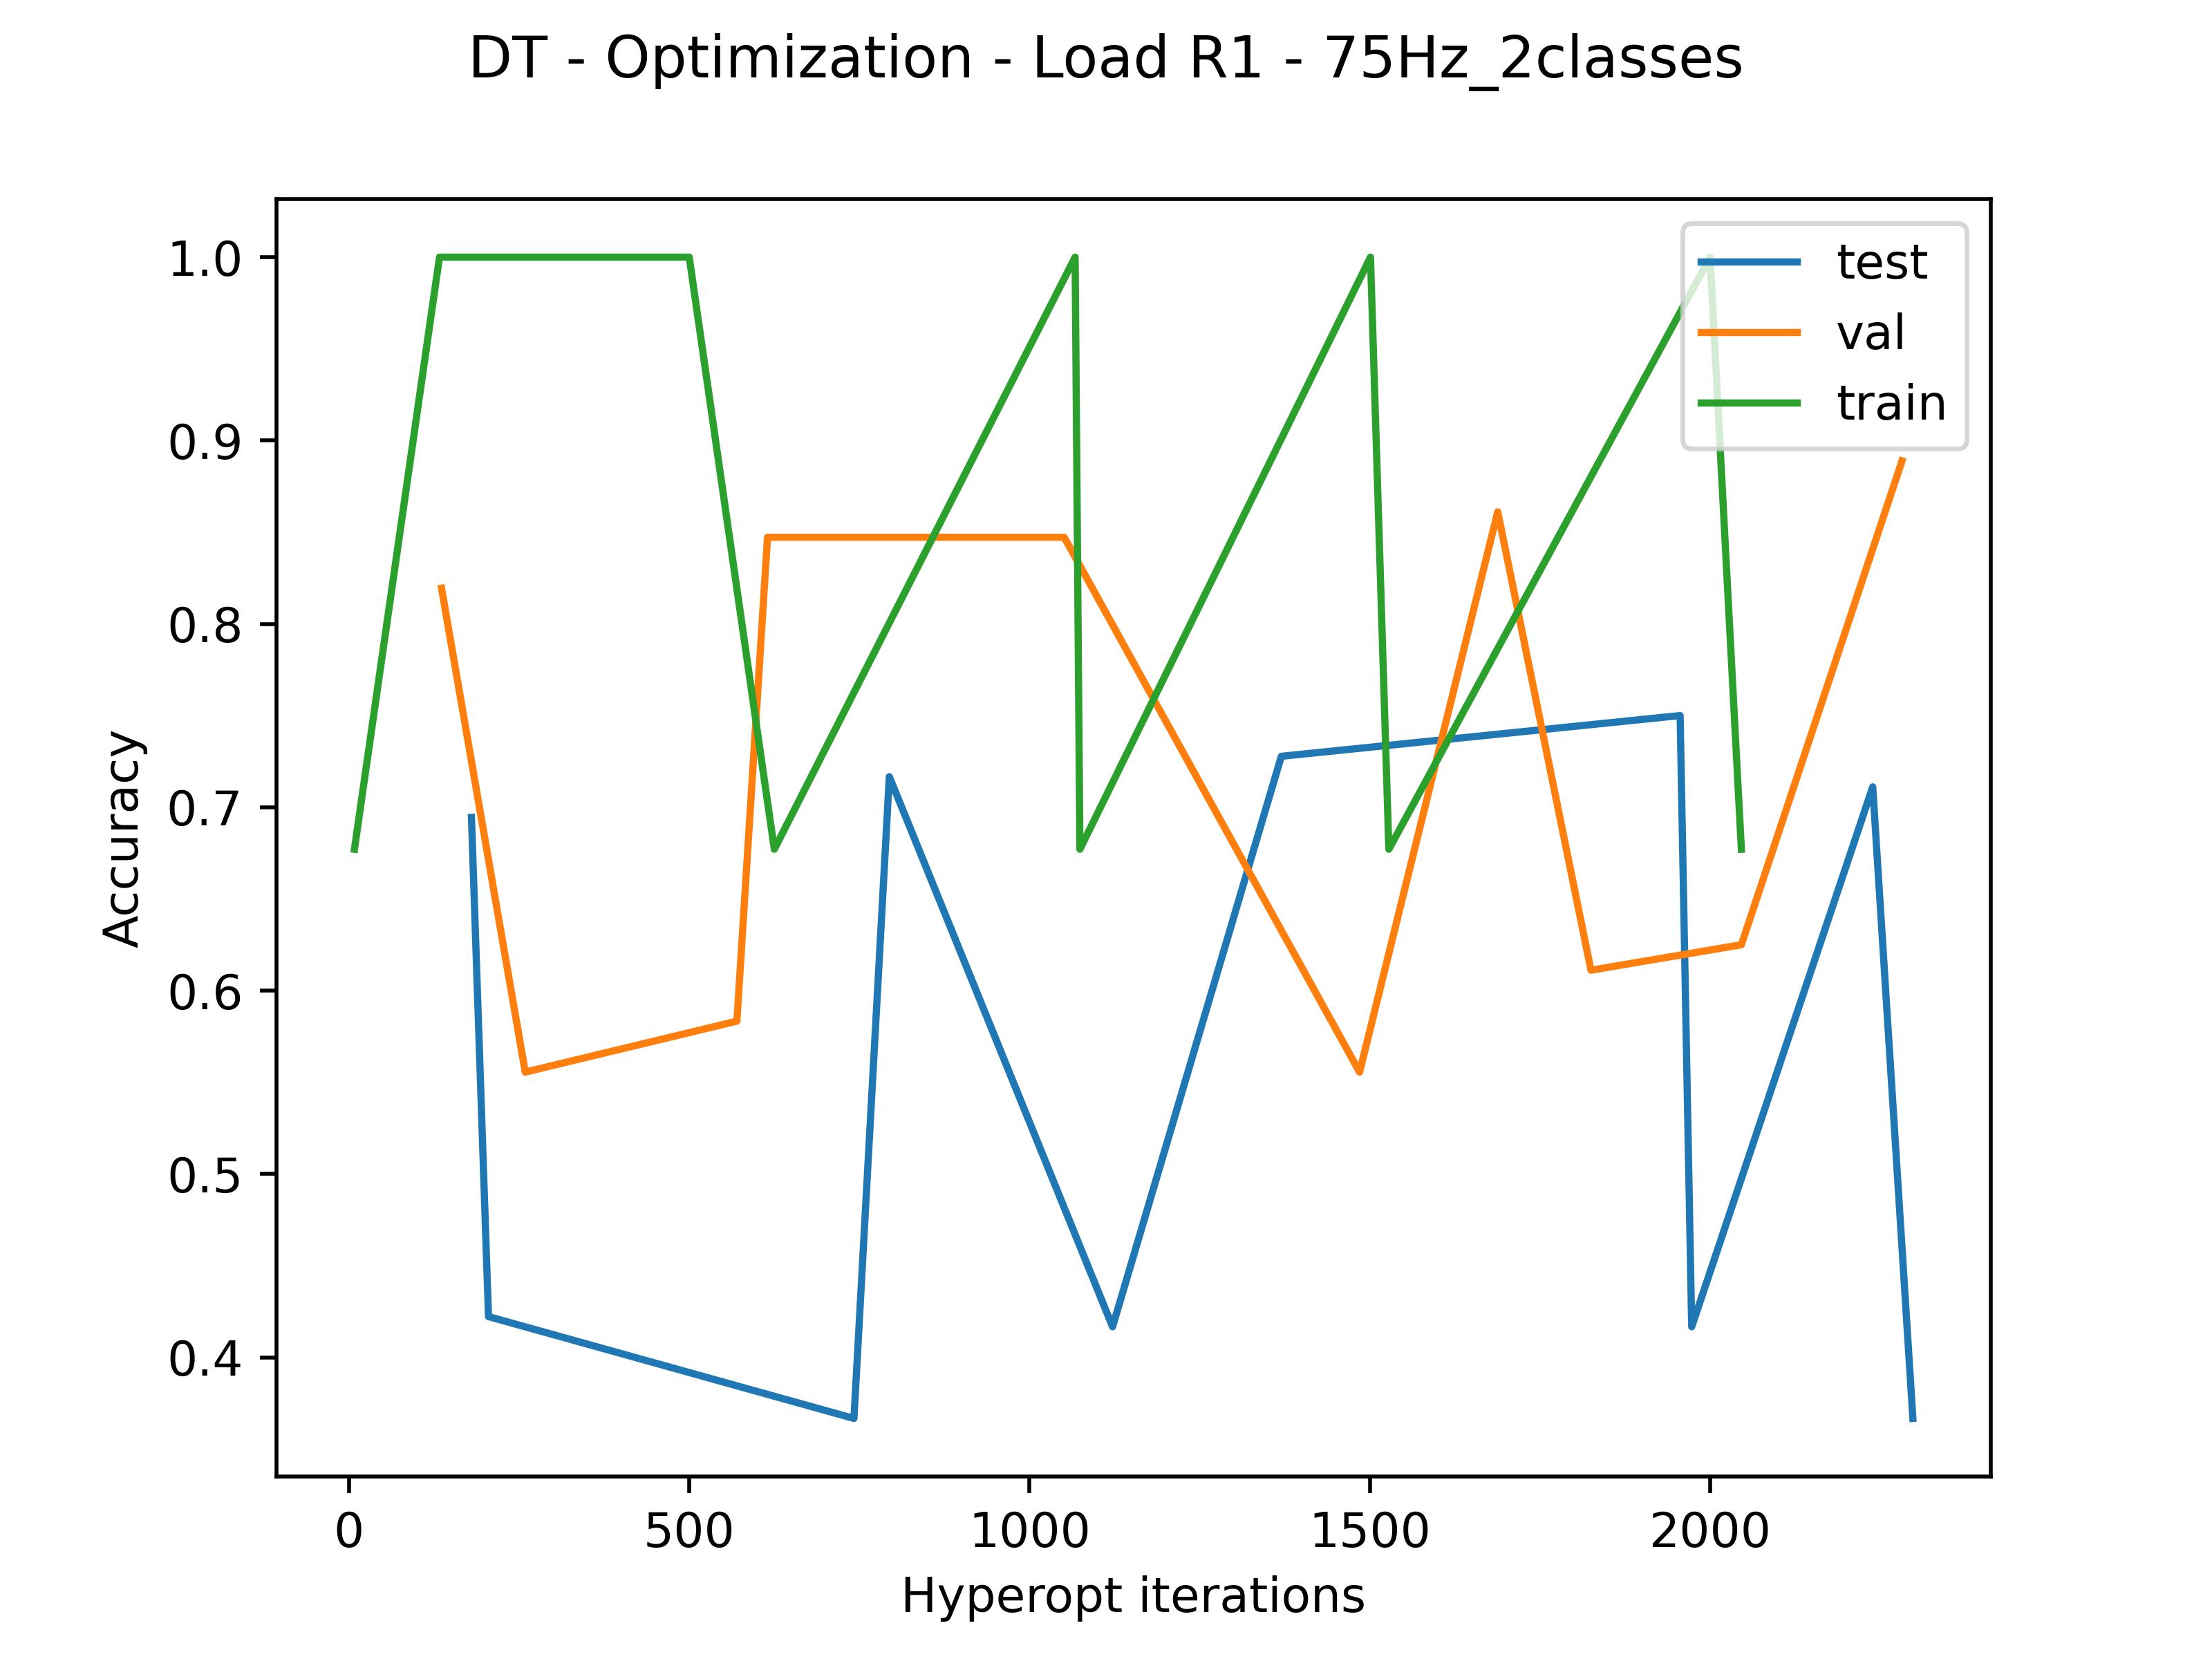 DT - Optimization - Load R1 - 75Hz_2classes
test
val
train
1.0
0.9
0.8
0.7
0.6
0.5
0.4
Accuracy
0 500 1000 1500 2000
Hyperopt iterations